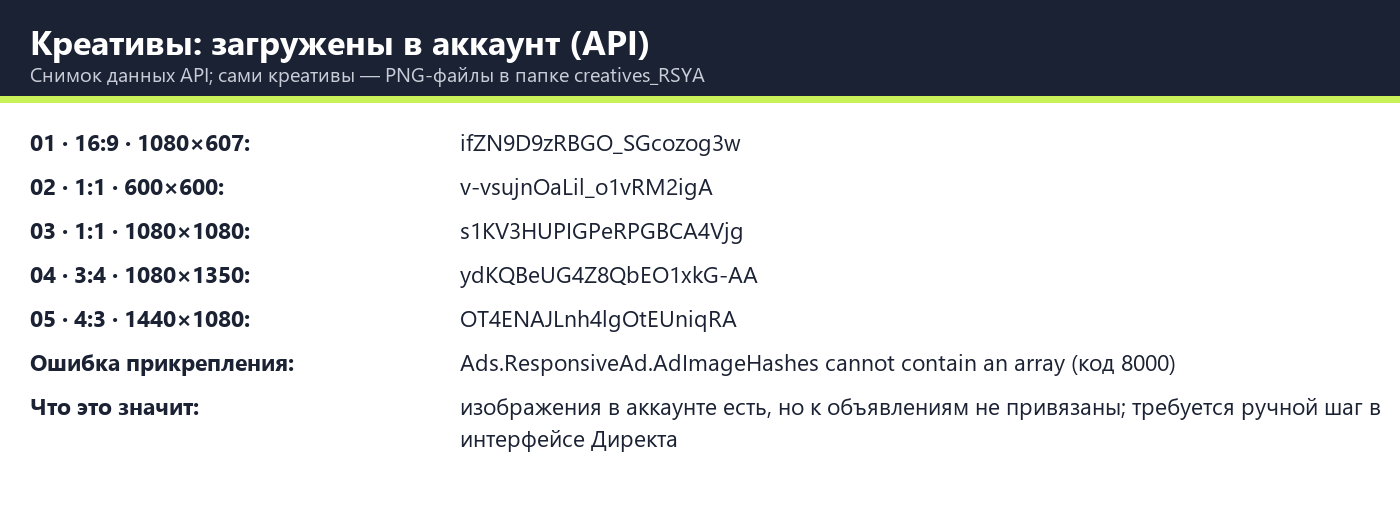 Креативы: загружены в аккаунт (API)
Снимок данных API; сами креативы — PNG-файлы в папке creatives_RSYA
01 · 16:9 · 1080×607: ifZN9D9zRBGO_SGcozog3w
02 · 1:1 · 600×600: v-vsujnOaLil_o1vRM2igA
03 · 1:1 · 1080×1080: s1KV3HUPIGPeRPGBCA4Vjg
04 · 3:4 · 1080×1350: ydKQBeUG4Z8QbEO1xkG-AA
05 · 4:3 · 1440×1080: OT4ENAJLnh4lgOtEUniqRA
Ошибка прикрепления: Ads.ResponsiveAd.AdImageHashes cannot contain an array (код 8000)
Что это значит: изображения в аккаунте есть, но к объявлениям не привязаны; требуется ручной шаг в
интерфейсе Директа